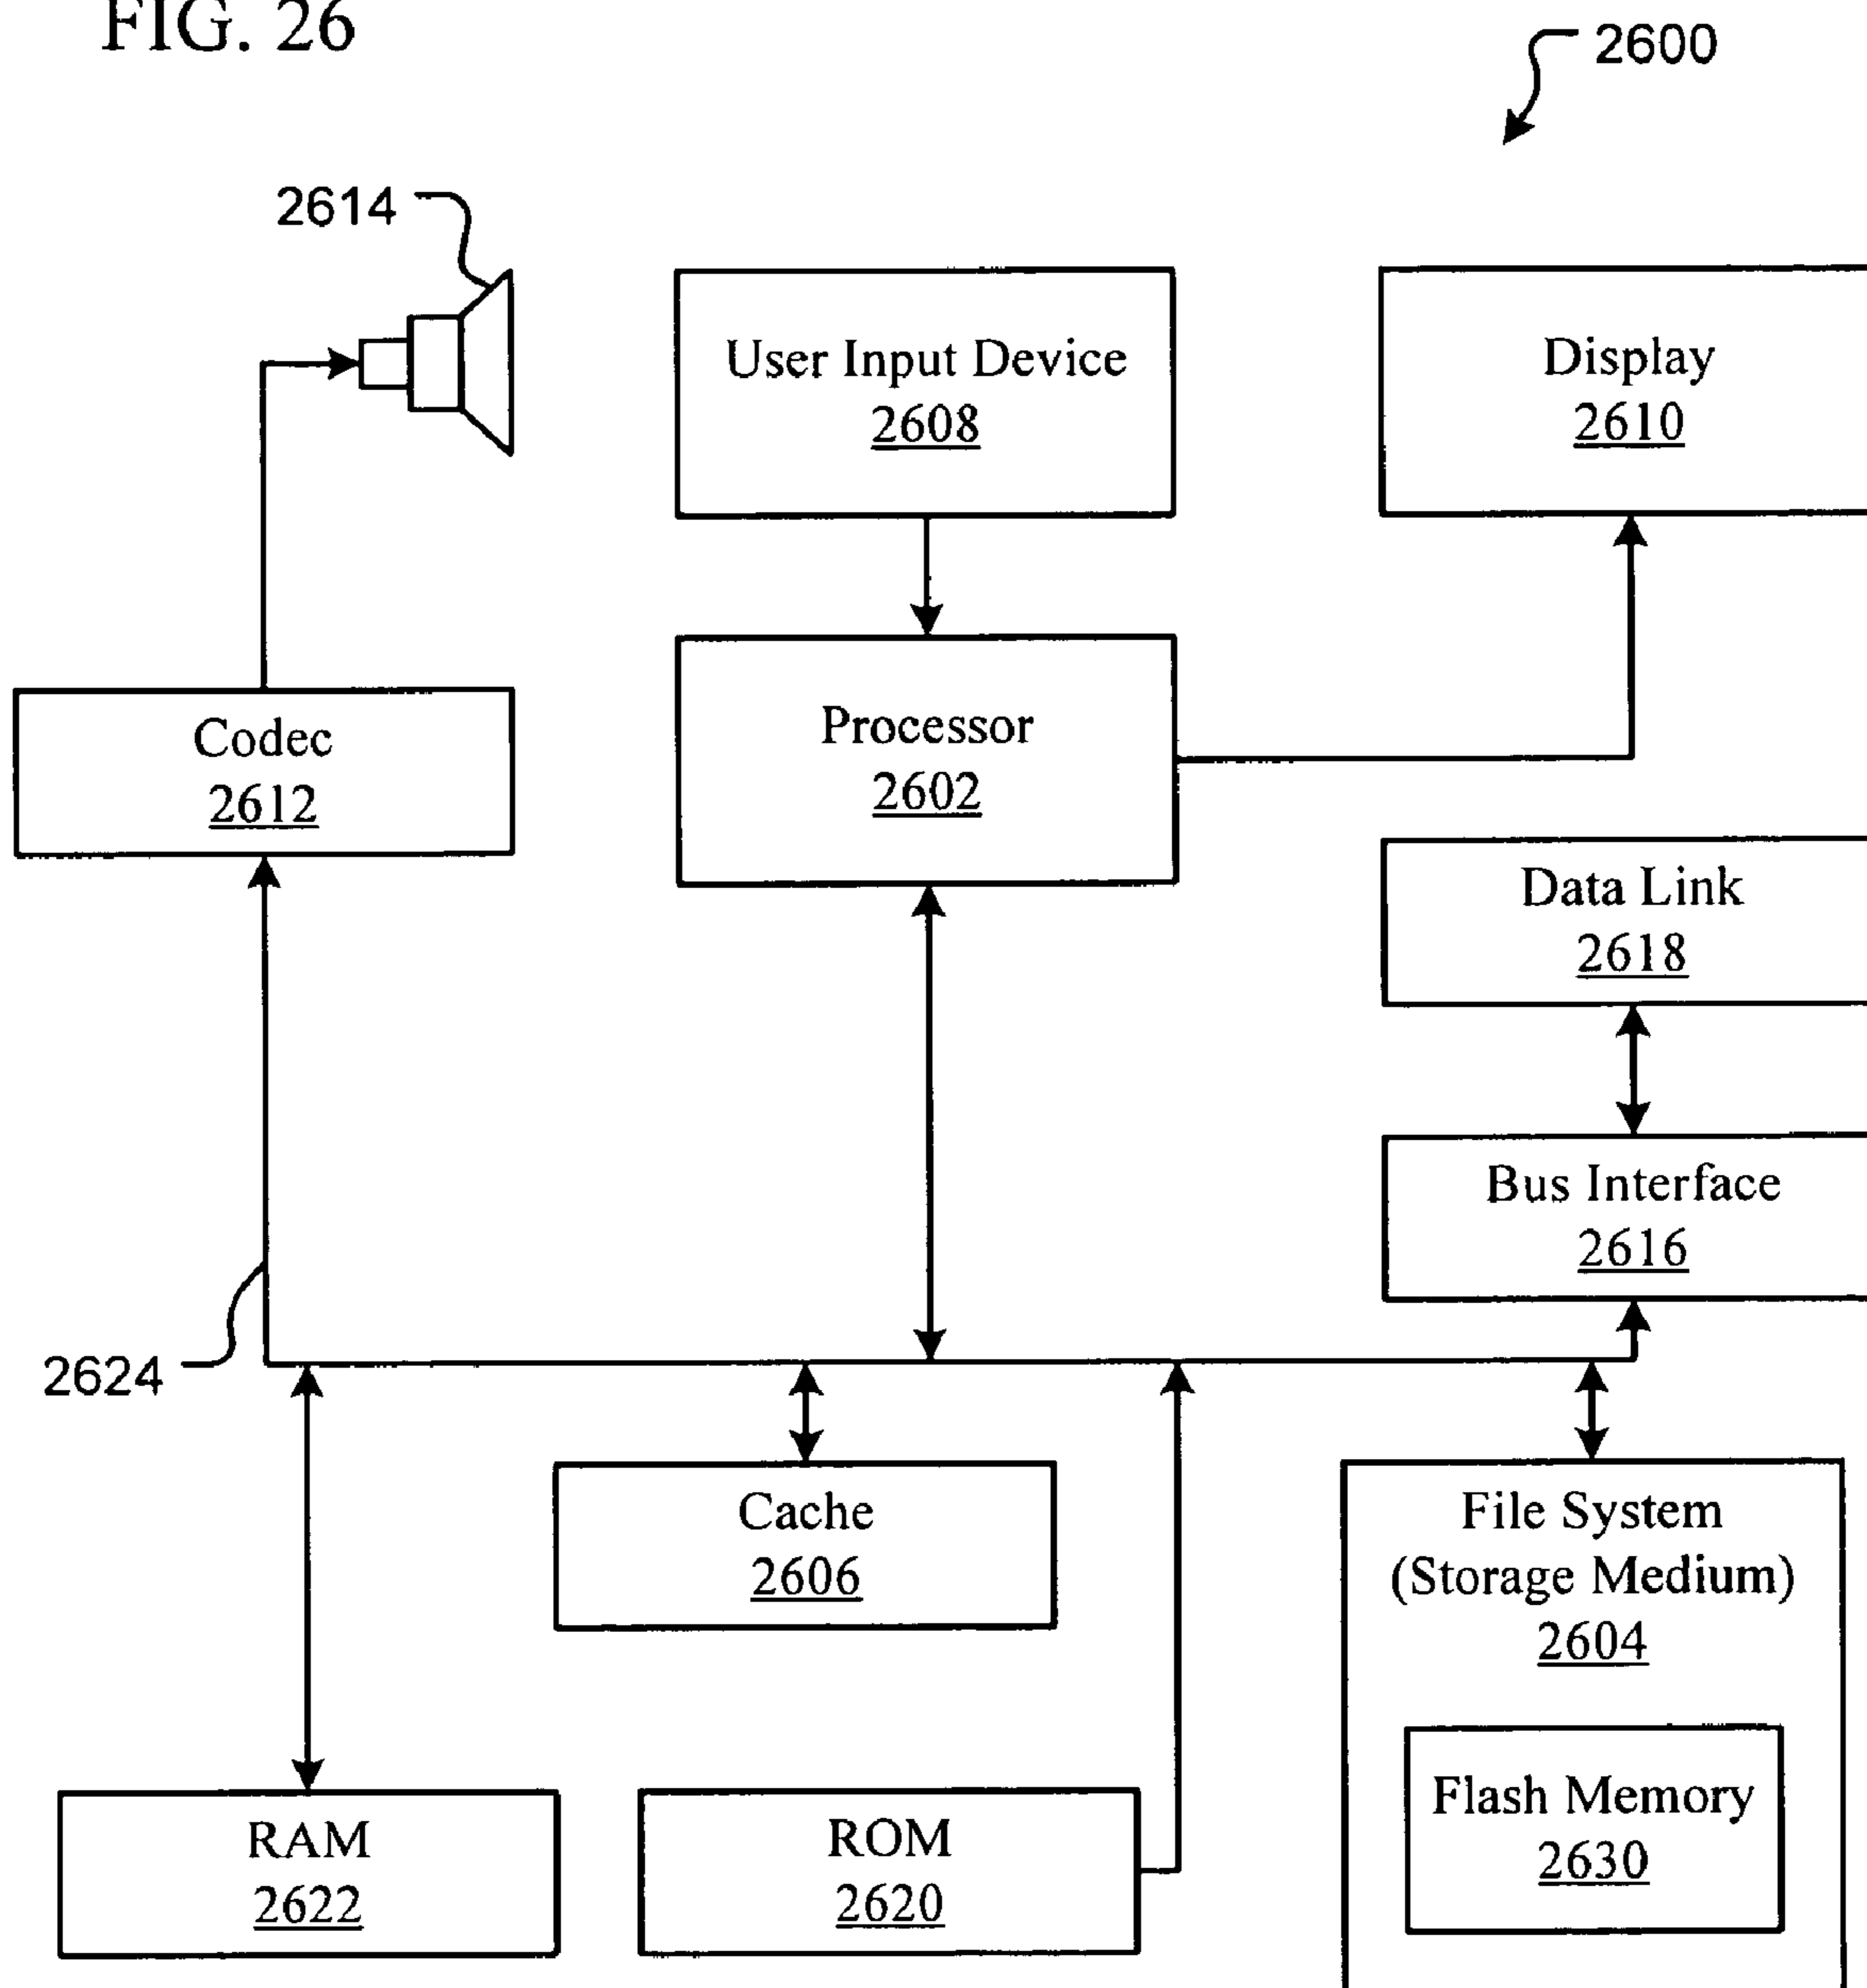 FIG. 26
2600
2614
User Input Device
2608
Display
2610
Codec
2612
Processor
2602
Data Link
2618
Bus Interface
2616
2624
Cache
2606
File System
(Storage Medium)
2604
Flash Memory
2630
RAM
2622
ROM
2620